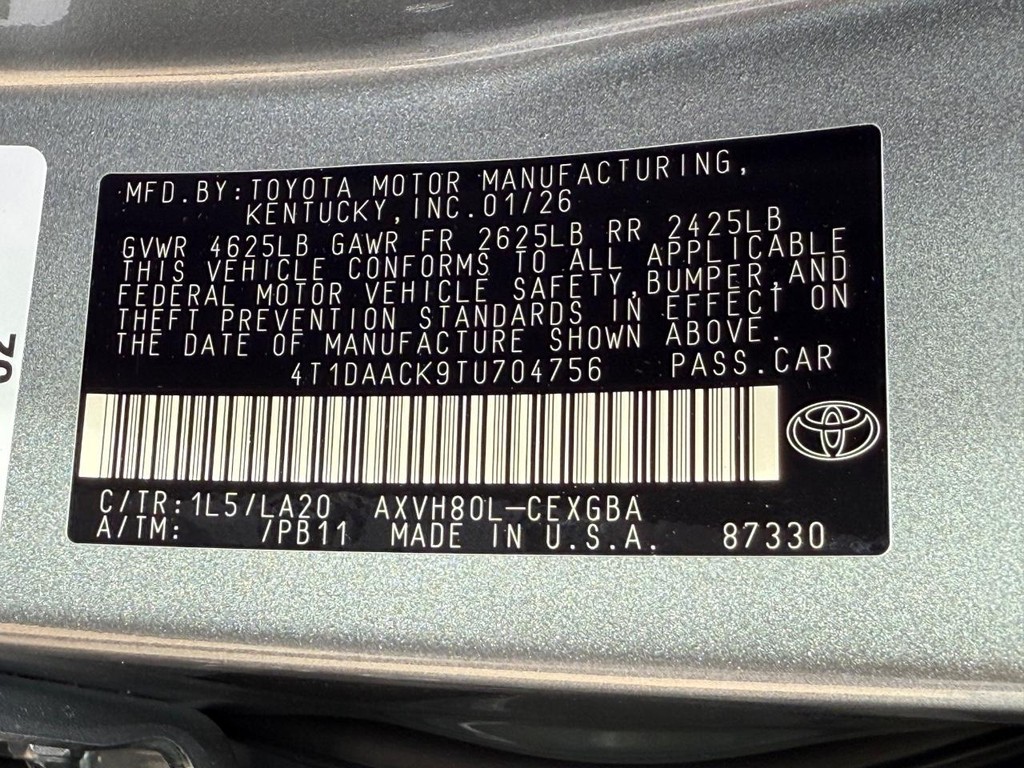 MFD.BY:TOYOTA MOTOR MANUFACTURING,
KENTUCKY,INC.01/26
GVWR 4625LB GAWR FR 2625LB RR 2425LB
THIS VEHICLE CONFORMS TO ALL APPLICABLE
FEDERAL MOTOR VEHICLE SAFETY,BUMPER,AND
THEFT PREVENTION STANDARDS IN EFFECT ON
THE DATE OF MANUFACTURE SHOWN ABOVE.
4T1DAACK9TU704756 PASS.CAR
C/TR:1L5/LA20 AXVH80L-CEXGBA
A/TM: /PB11 MADE IN U.S.A. 87330